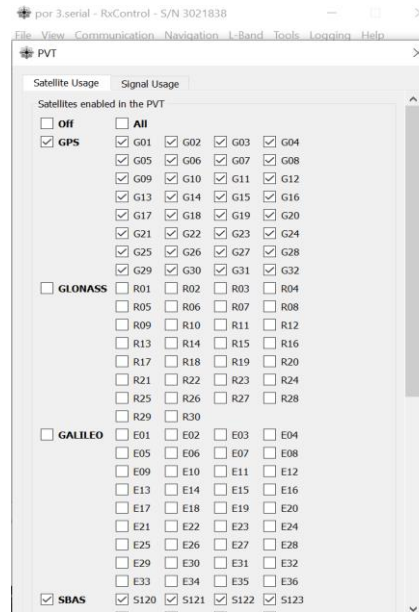 por 3.serial - RxControl - S/N 3021838
File View Communication Navigation L-Band Tools Logging Help
PVT
Satellite Usage Signal Usage
Satellites enabled in the PVT
Off All
GPS G01 G02 G03 G04
G05 G06 G07 G08
G09 G10 G11 G12
G13 G14 G15 G16
G17 G18 G19 G20
G21 G22 G23 G24
G25 G26 G27 G28
G29 G30 G31 G32
GLONASS R01 R02 R03 R04
R05 R06 R07 R08
R09 R10 R11 R12
R13 R14 R15 R16
R17 R18 R19 R20
R21 R22 R23 R24
R25 R26 R27 R28
R29 R30
GALILEO E01 E02 E03 E04
E05 E06 E07 E08
E09 E10 E11 E12
E13 E14 E15 E16
E17 E18 E19 E20
E21 E22 E23 E24
E25 E26 E27 E28
E29 E30 E31 E32
E33 E34 E35 E36
SBAS S120 S121 S122 S123